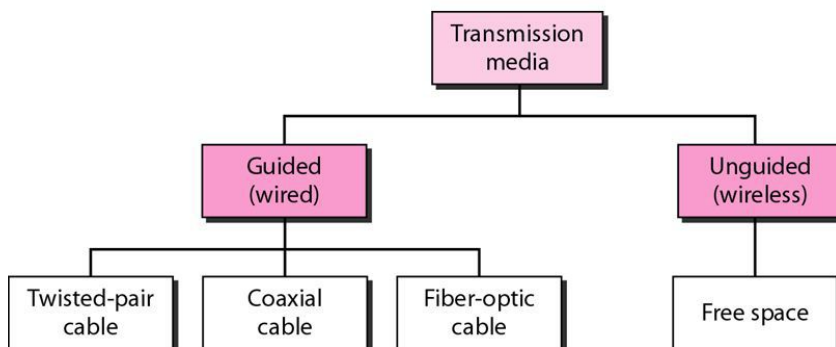 Transmission
media
Guided
(wired)
Unguided
(wireless)
Twisted-pair
cable
Coaxial
cable
Fiber-optic
cable
Free space